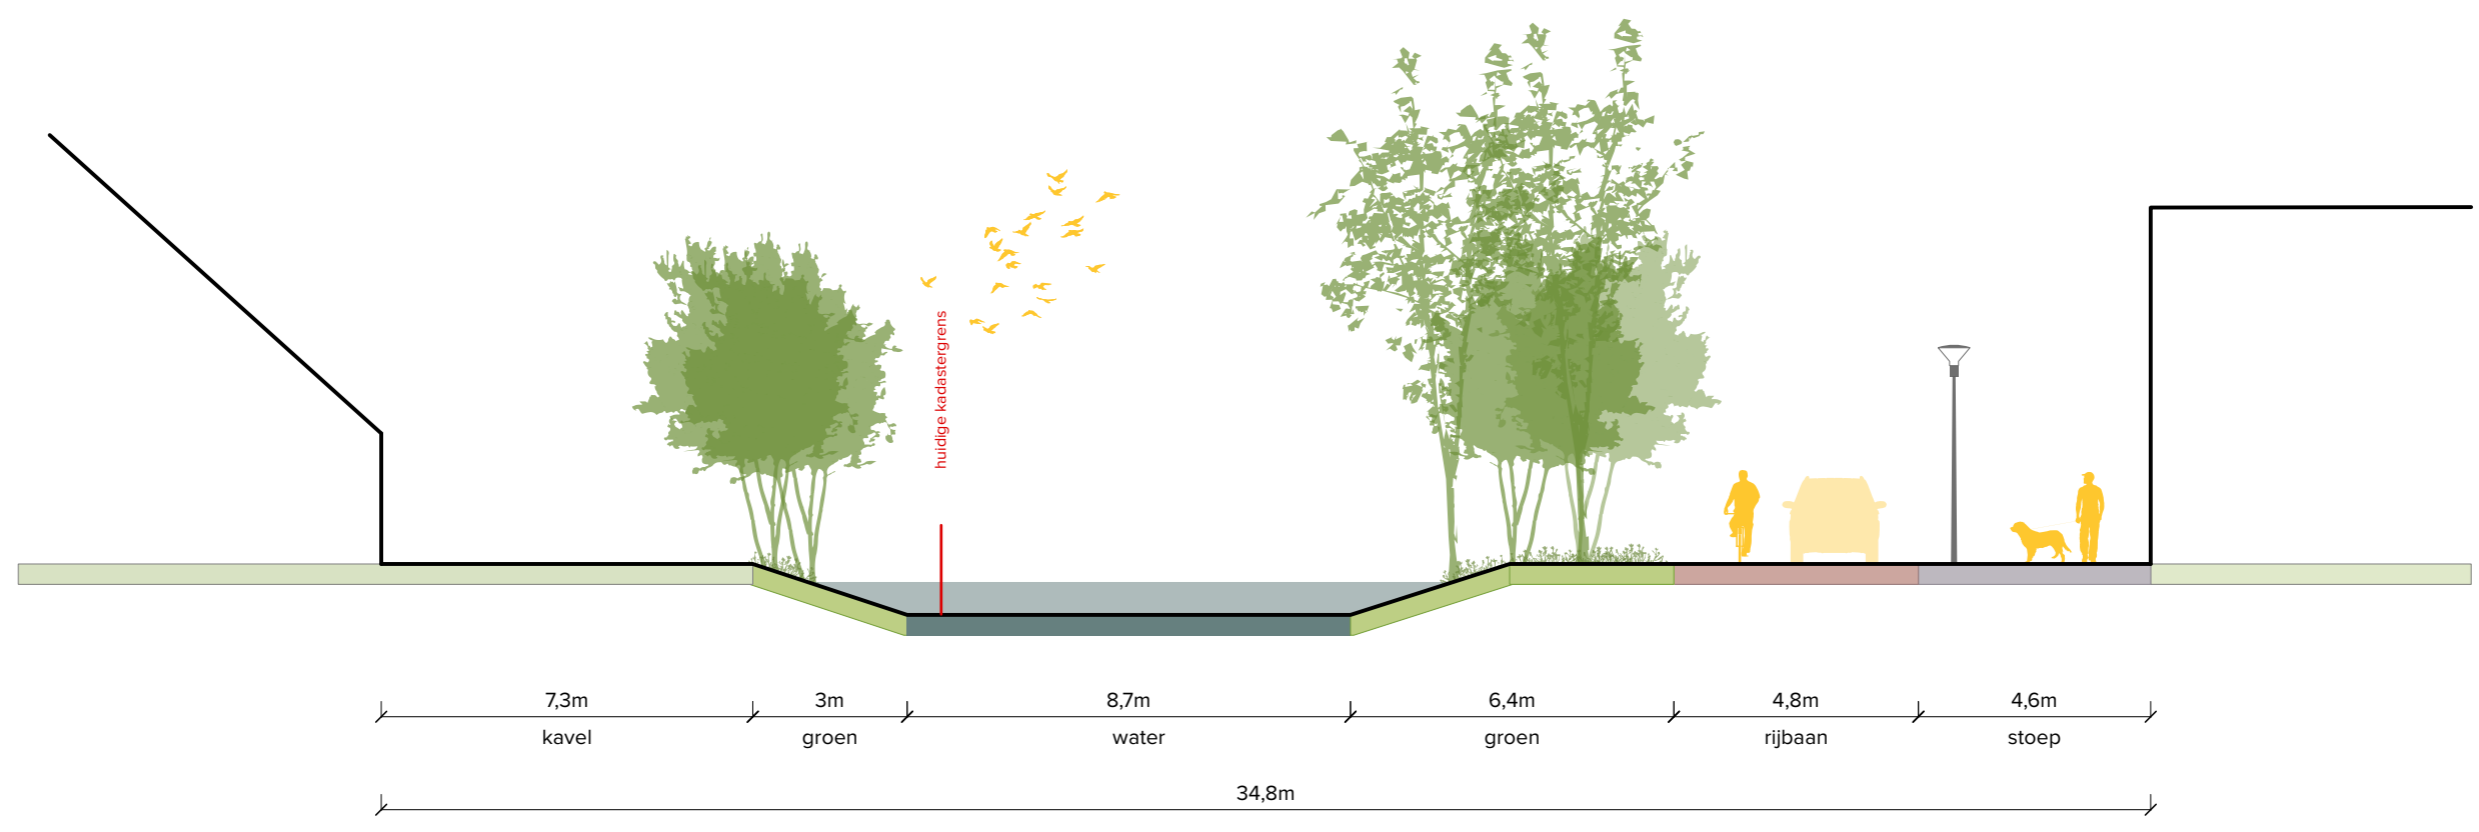 huidige kadastergrens
7,3m
3m
8,7m
6,4m
4,8m
4,6m
kavel
groen
water
groen
rijbaan
stoep
34,8m